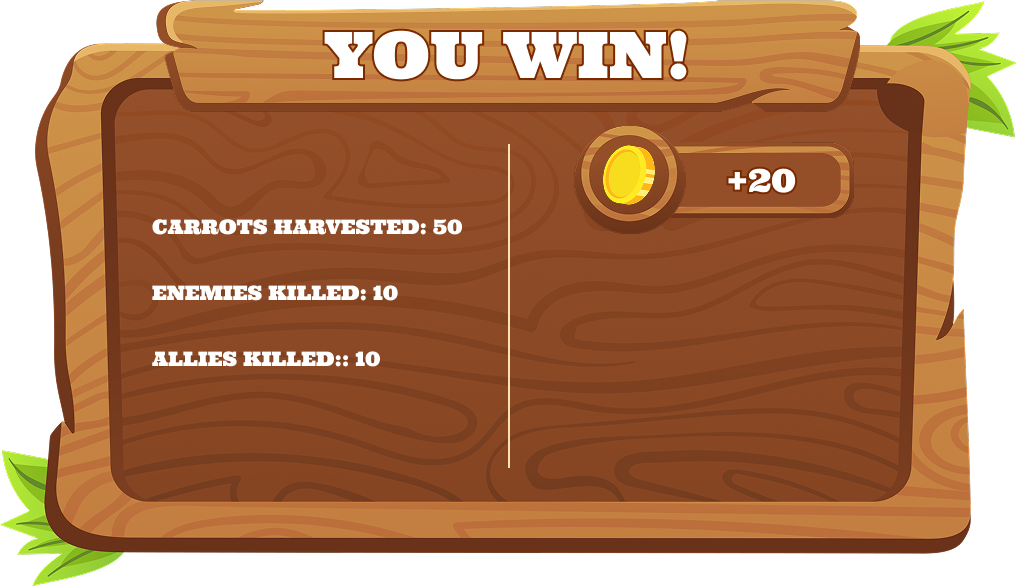 YOU WIN!
+20
CARROTS HARVESTED: 50
ENEMIES KILLED: 10
ALLIES KILLED:: 10